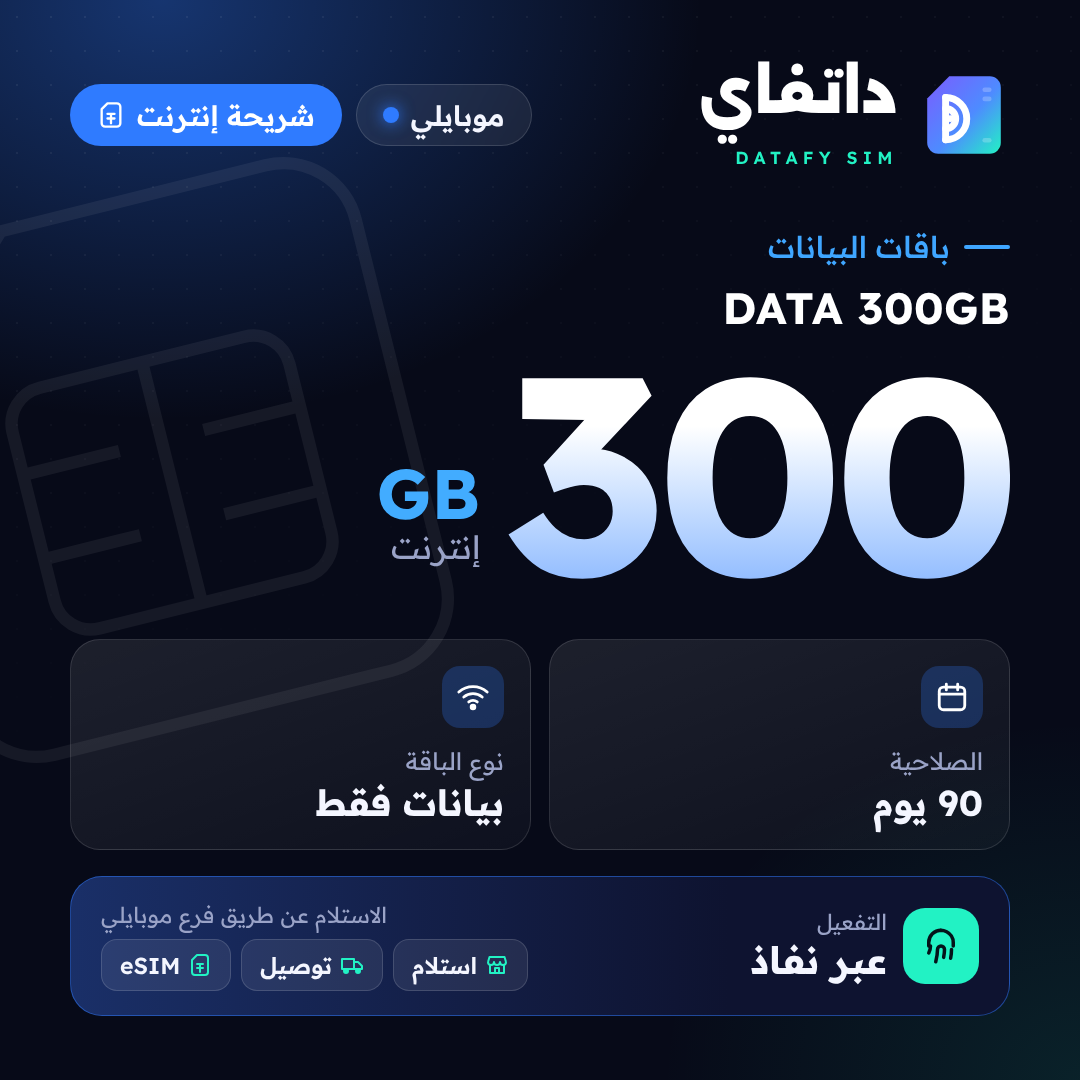 داتفاي
DATAFY SIM
موبايلي
شريحة إنترنت
باقات البيانات
DATA 300GB
300
GB
إنترنت
الصلاحية
90 يوم
نوع الباقة
بيانات فقط
التفعيل
عبر نفاذ
الاستلام عن طريق فرع موبايلي
استلام
توصيل
eSIM